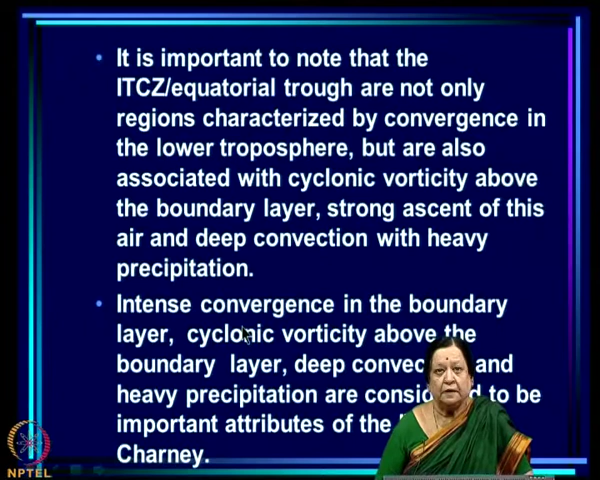 It is important to note that the
ITCZ/equatorial trough are not only
regions characterized by convergence in
the lower troposphere, but are also
associated with cyclonic vorticity above
the boundary layer, strong ascent of this
air and deep convection with heavy
precipitation.
Intense convergence in the boundary
layer, cyclonic vorticity above the
boundary layer, deep and
heavy precipitation are to be
important attributes of the
Charney.
NPTEL